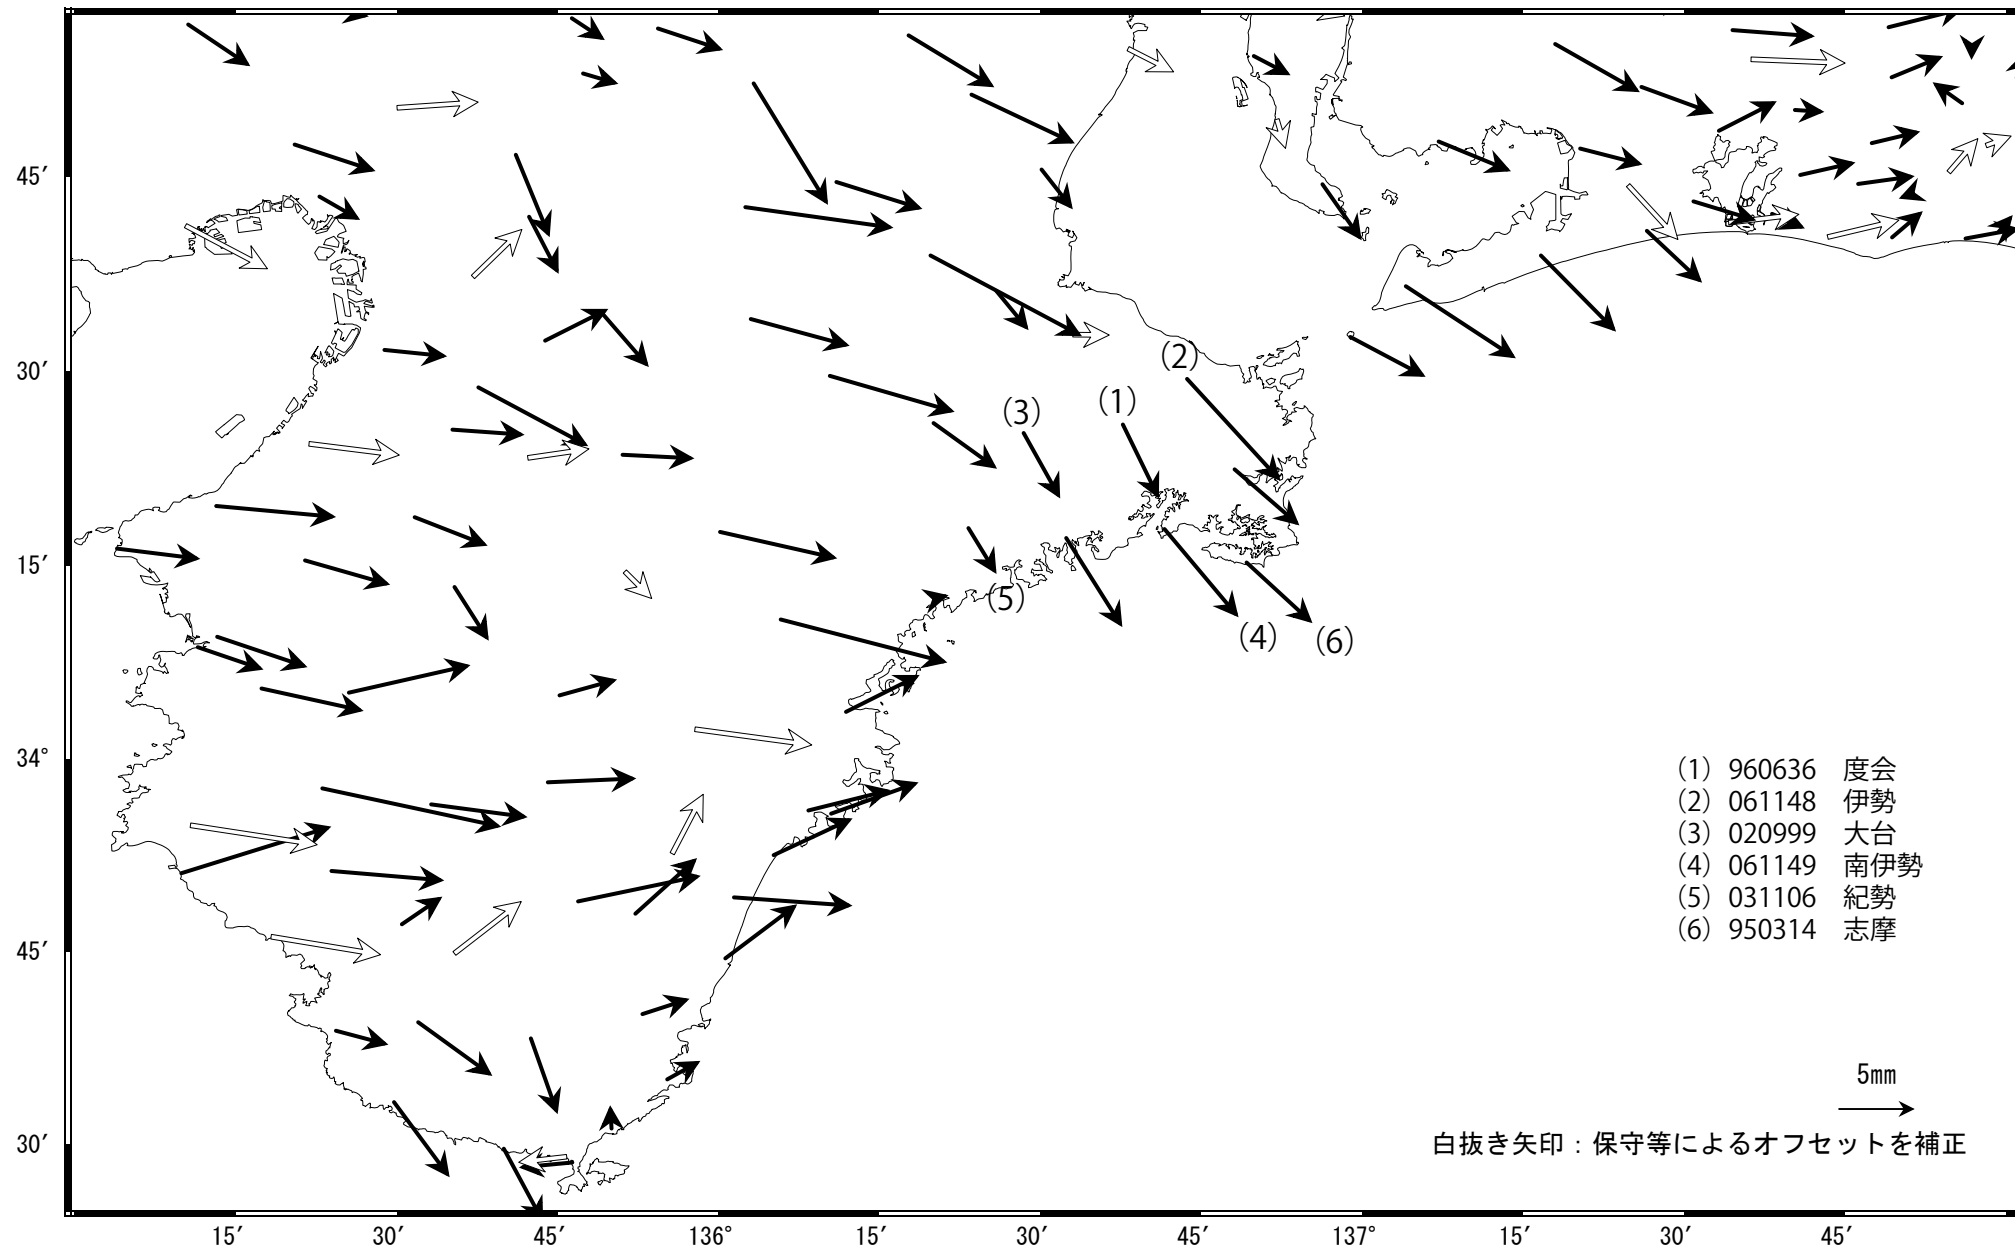 45′
30′
15′
34°
45′
30′
(2)
(1)
(3)
(5)
(4)
(6)
(1) 960636 度会
(2) 061148 伊勢
(3) 020999 大台
(4) 061149 南伊勢
(5) 031106 紀勢
(6) 950314 志摩
5mm
白抜き矢印：保守等によるオフセットを補正
15′ 30′ 45′ 136° 15′ 30′ 45′ 137° 15′ 30′ 45′